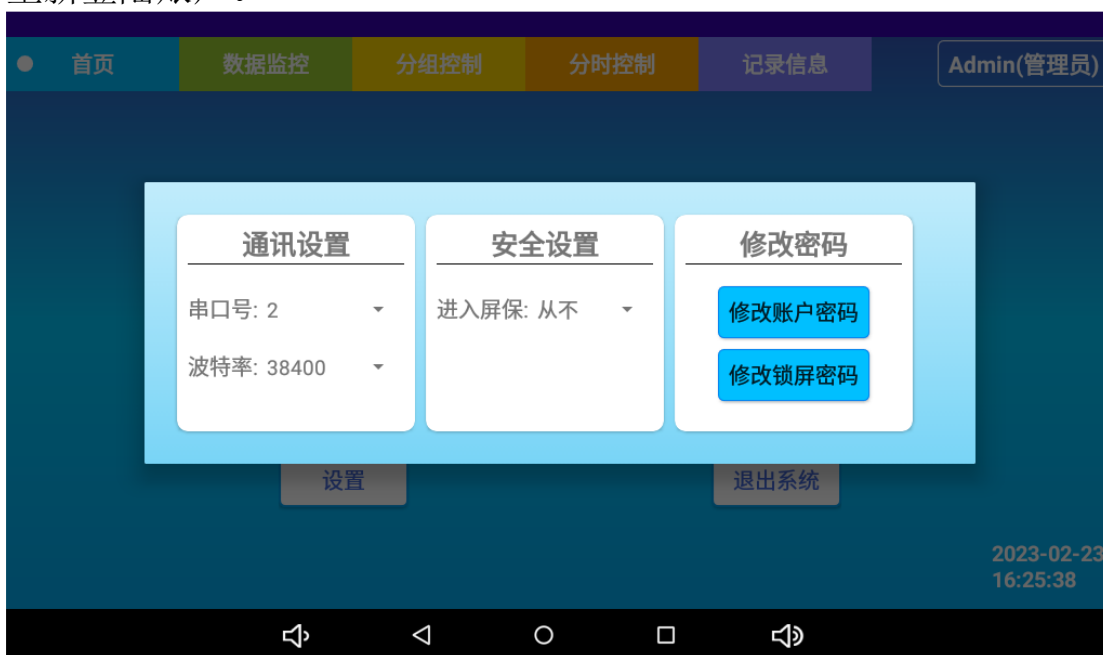 首页 数据监控 分组控制 分时控制 记录信息 Admin(管理员)
通讯设置
串口号: 2
波特率: 38400
安全设置
进入屏保: 从不
修改密码
修改账户密码
修改锁屏密码
设置 退出系统
2023-02-23
16:25:38